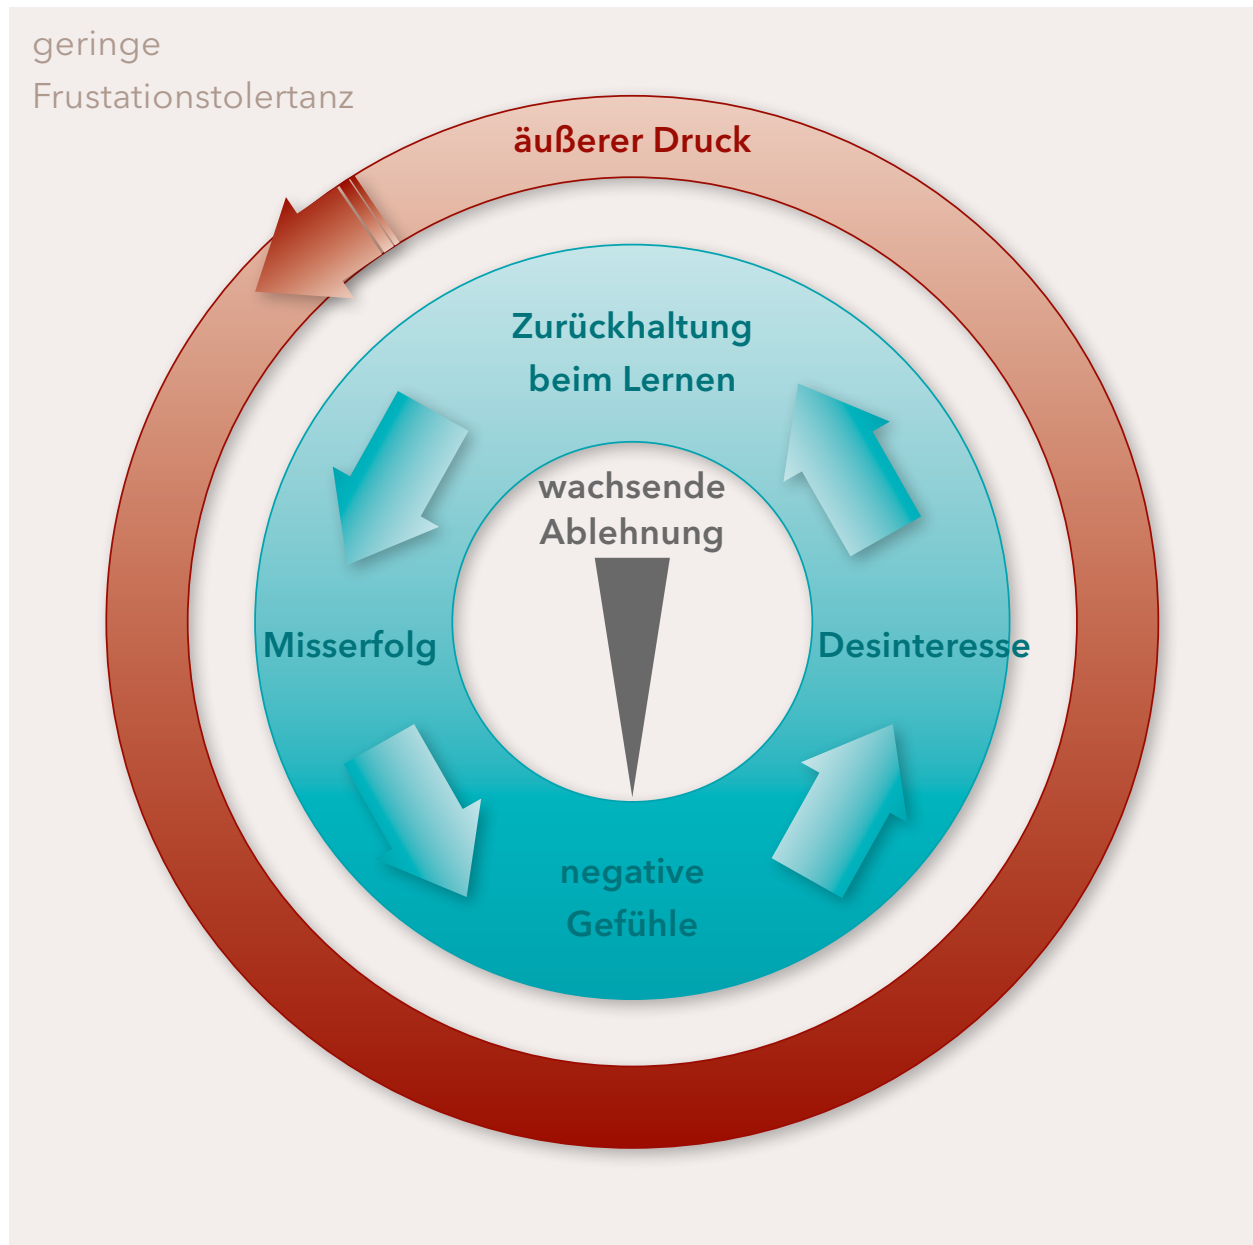 geringe
Frustationstolertanz
äußerer Druck
Zurückhaltung
beim Lernen
wachsende
Ablehnung
Misserfolg
Desinteresse
negative
Gefühle